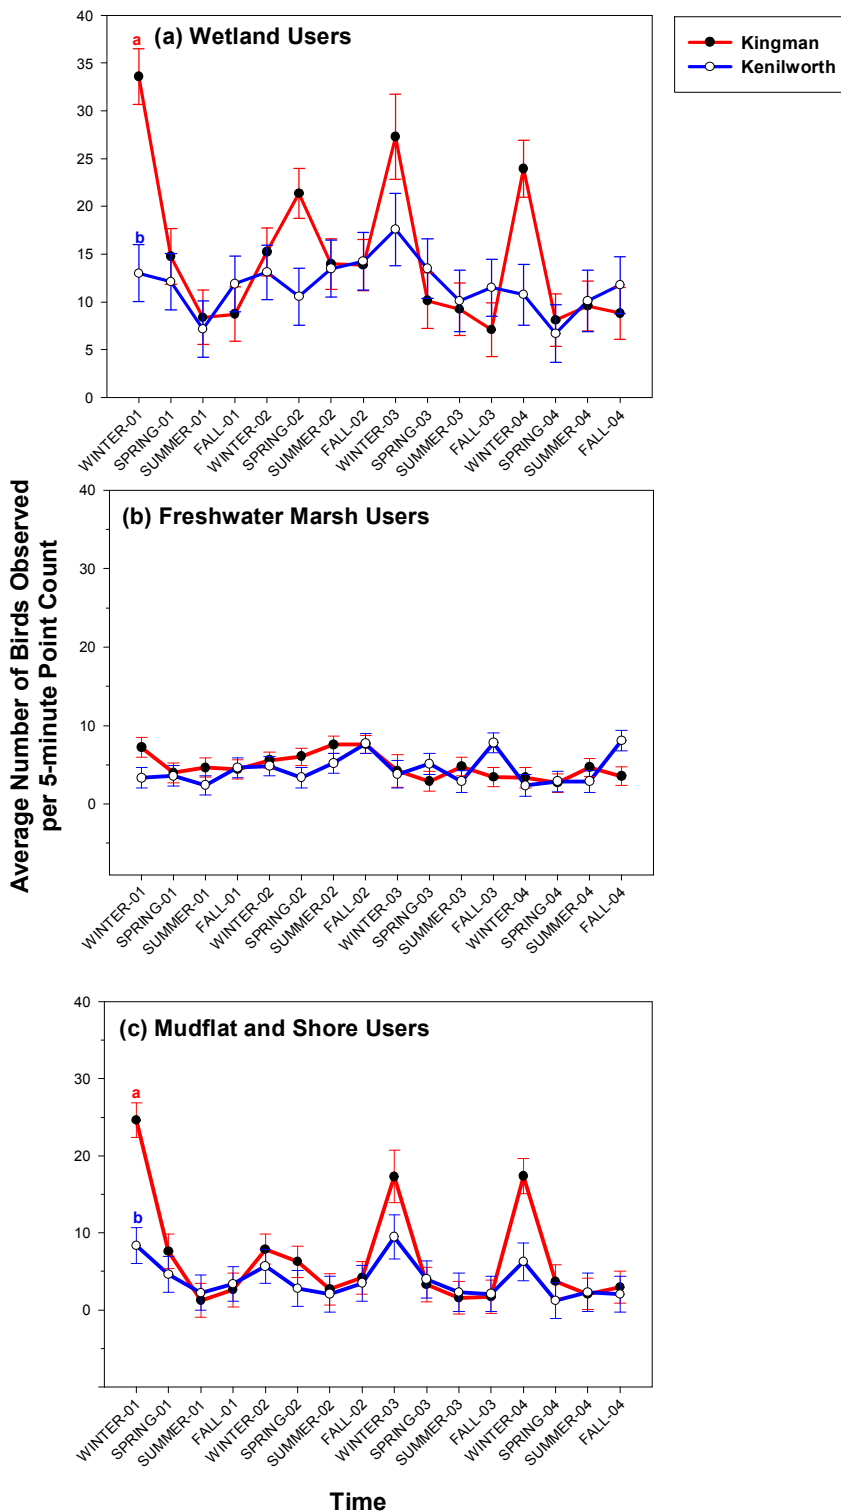 (a) Wetland Users
Kingman
Kenilworth
a
b
40
35
30
25
20
15
10
5
0
WINTER-01
SPRING-01
SUMMER-01
FALL-01
WINTER-02
SPRING-02
SUMMER-02
FALL-02
WINTER-03
SPRING-03
SUMMER-03
FALL-03
WINTER-04
SPRING-04
SUMMER-04
FALL-04
Average Number of Birds Observed
per 5-minute Point Count
(b) Freshwater Marsh Users
40
30
20
10
0
WINTER-01
SPRING-01
SUMMER-01
FALL-01
WINTER-02
SPRING-02
SUMMER-02
FALL-02
WINTER-03
SPRING-03
SUMMER-03
FALL-03
WINTER-04
SPRING-04
SUMMER-04
FALL-04
(c) Mudflat and Shore Users
a
b
40
30
20
10
0
WINTER-01
SPRING-01
SUMMER-01
FALL-01
WINTER-02
SPRING-02
SUMMER-02
FALL-02
WINTER-03
SPRING-03
SUMMER-03
FALL-03
WINTER-04
SPRING-04
SUMMER-04
FALL-04
Time